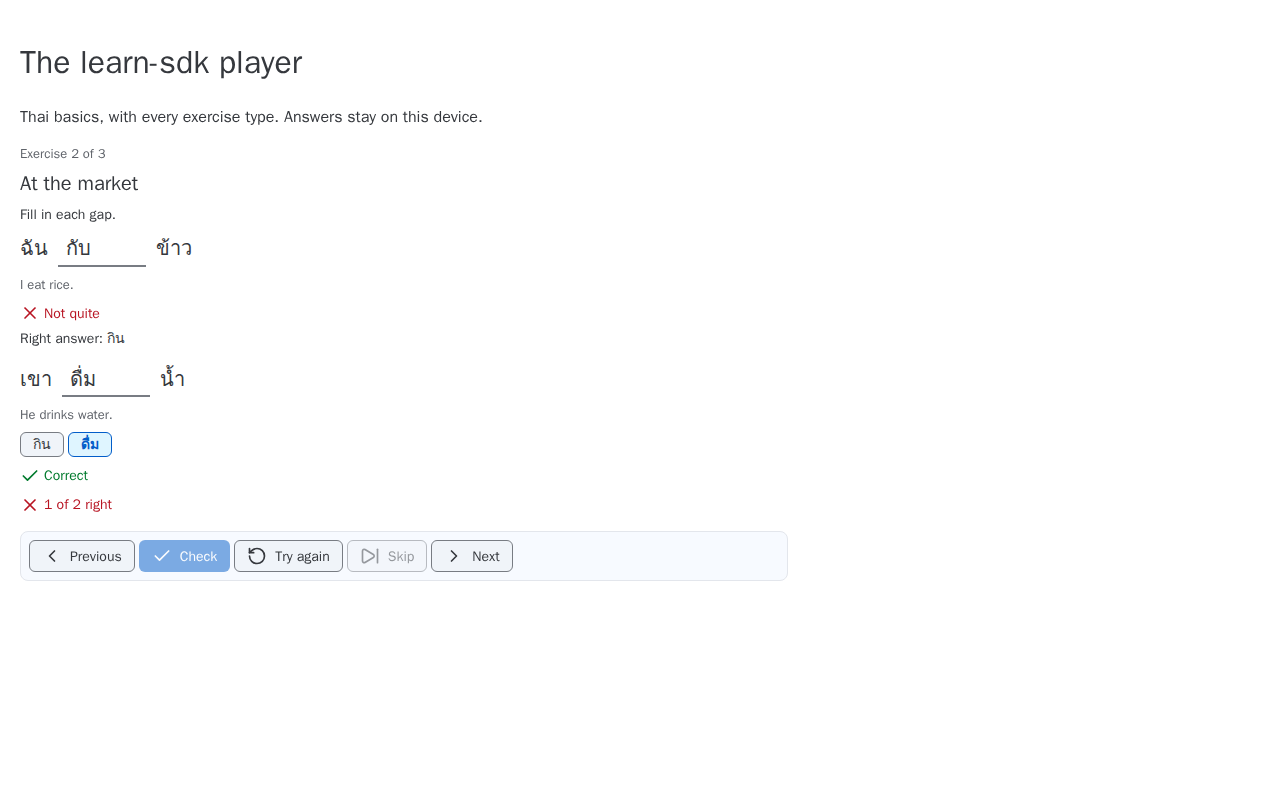 The learn-sdk player
Thai basics, with every exercise type. Answers stay on this device.
Exercise 2 of 3
At the market
Fill in each gap.
ฉัน กับ ข้าว
I eat rice.
Not quite
Right answer: กิน
เขา ดื่ม น้ำ
He drinks water.
กิน ดื่ม
Correct
1 of 2 right
Previous Check Try again Skip Next